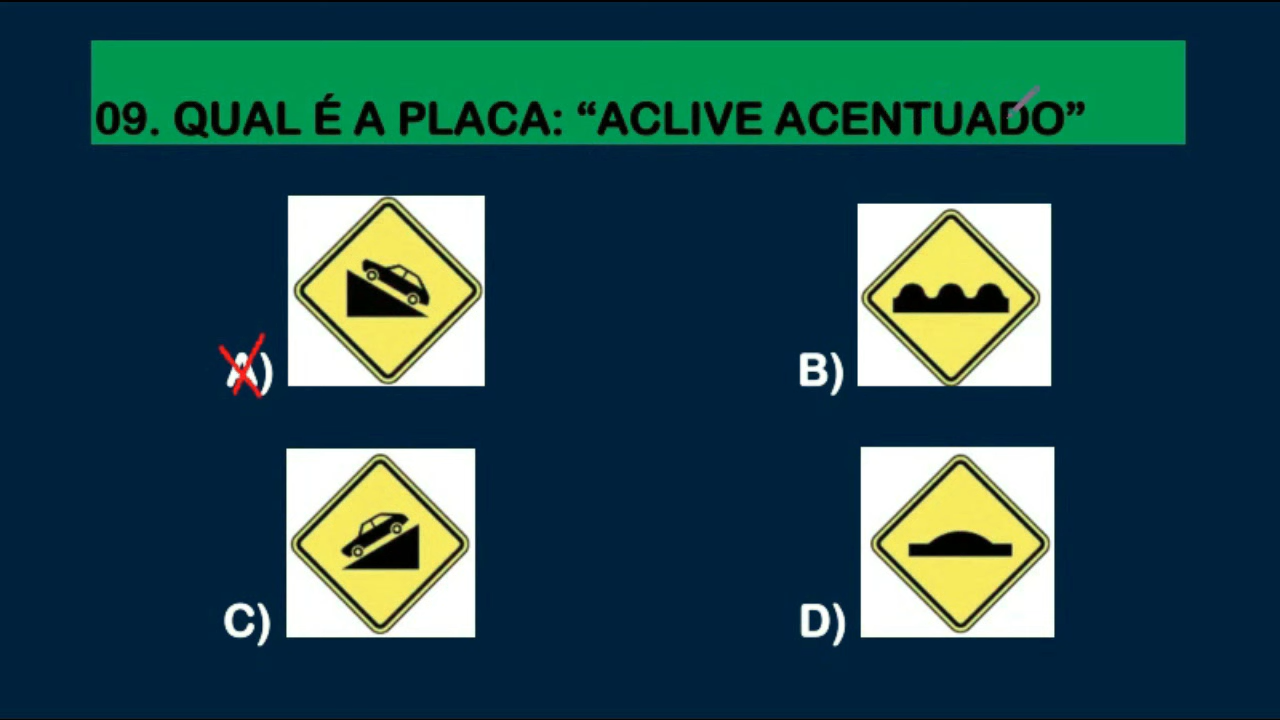 09. QUAL É A PLACA: “ACLIVE ACENTUADO”
A)
B)
C)
D)